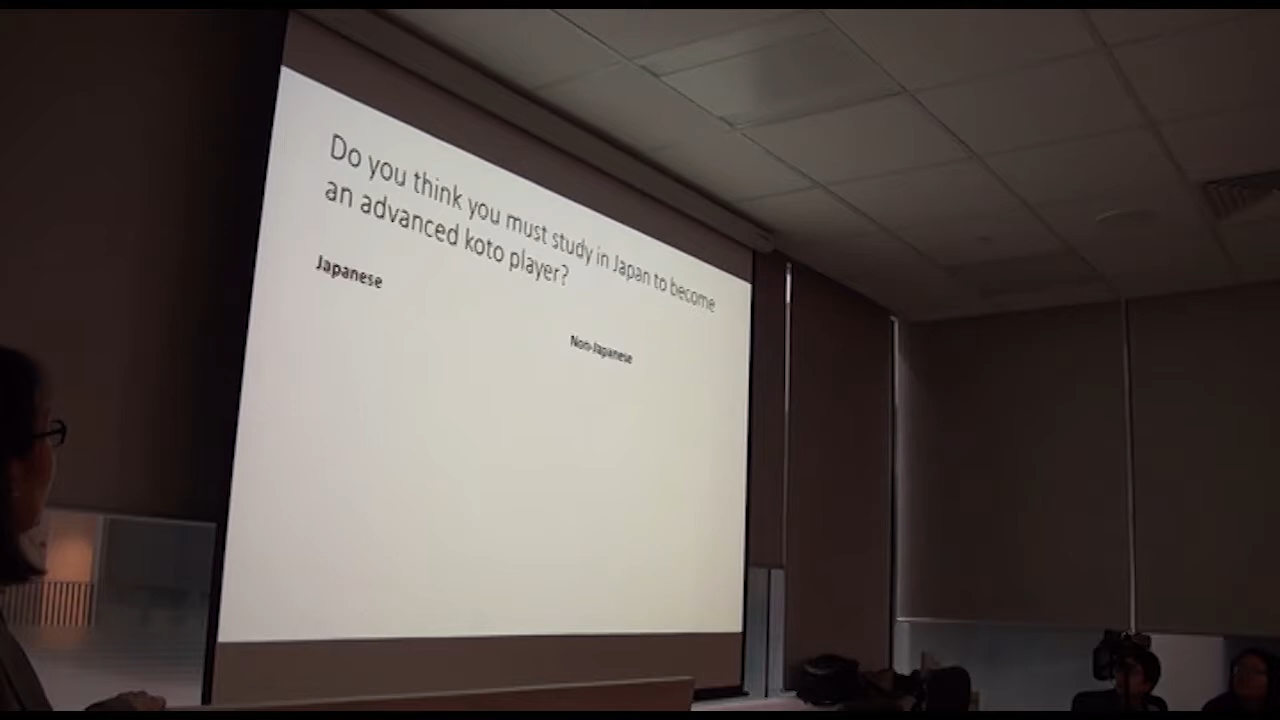 Do you think you must study in Japan to become
an advanced koto player?
Japanese
Non-Japanese